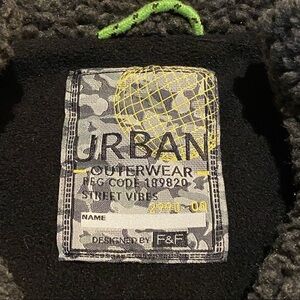 URBAN
OUTERWEAR
REG CODE 189820
STREET VIBES
NAME
DESIGNED BY F&F